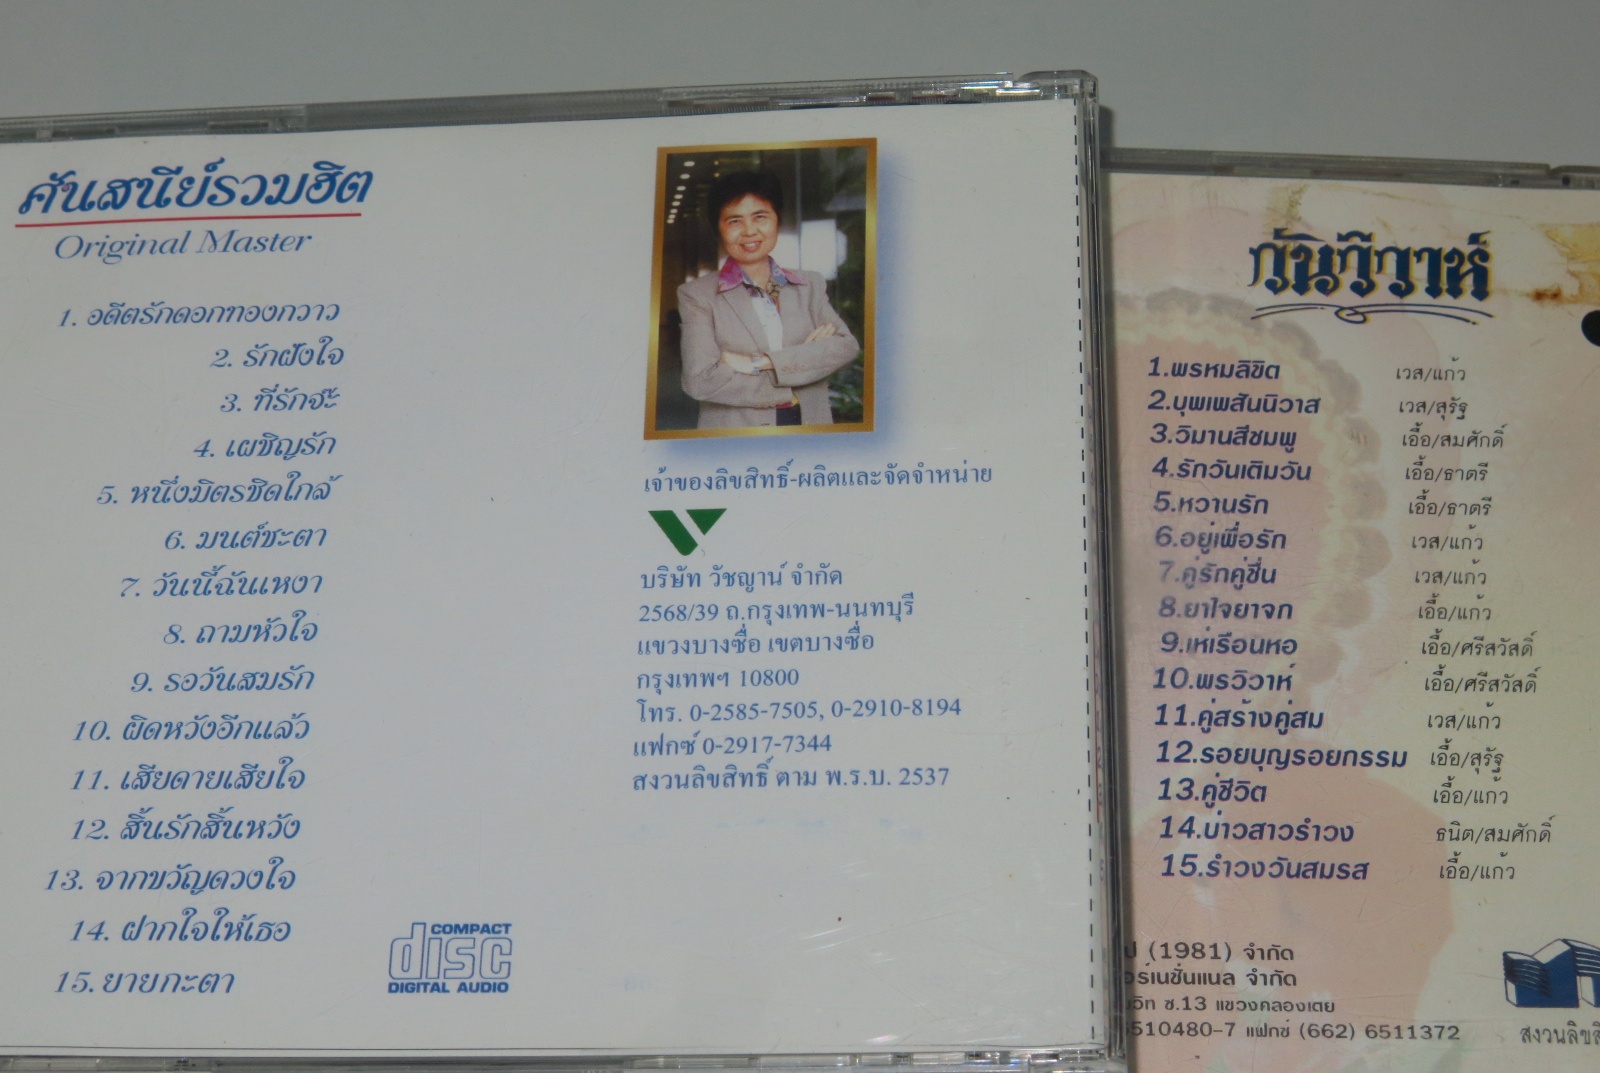 ศันสนีย์รวมฮิต
Original Master
1. อดีตรักดอกทองกวาว
2. รักฝังใจ
3. ที่รักจ๊ะ
4. เผชิญรัก
5. หนึ่งมิตรชิดใกล้
6. มนต์ชะตา
7. วันนี้ฉันเหงา
8. ถามหัวใจ
9. รอวันสมรัก
10. ผิดหวังอีกแล้ว
11. เสียดายเสียใจ
12. สิ้นรักสิ้นหวัง
13. จากขวัญดวงใจ
14. ฝากใจให้เธอ
15. ยายกะตา
COMPACT
disc
DIGITAL AUDIO
เจ้าของลิขสิทธิ์-ผลิตและจัดจำหน่าย
บริษัท วัชญาน์ จำกัด
2568/39 ถ.กรุงเทพ-นนทบุรี
แขวงบางซื่อ เขตบางซื่อ
กรุงเทพฯ 10800
โทร. 0-2585-7505, 0-2910-8194
แฟกซ์ 0-2917-7344
สงวนลิขสิทธิ์ ตาม พ.ร.บ. 2537
วันวิวาห์
1.พรหมลิขิต เวส/แก้ว
2.บุพเพสันนิวาส เวส/สุรัฐ
3.วิมานสีชมพู เอื้อ/สมศักดิ์
4.รักวันเติมวัน เอื้อ/ธาตรี
5.หวานรัก เอื้อ/ธาตรี
6.อยู่เพื่อรัก เวส/แก้ว
7.คู่รักคู่ชื่น เวส/แก้ว
8.ยาใจยาจก เอื้อ/แก้ว
9.เห่เรือนหอ เอื้อ/ศรีสวัสดิ์
10.พรวิวาห์ เอื้อ/ศรีสวัสดิ์
11.คู่สร้างคู่สม เวส/แก้ว
12.รอยบุญรอยกรรม เอื้อ/สุรัฐ
13.คู่ชีวิต เอื้อ/แก้ว
14.บ่าวสาวรำวง ธนิต/สมศักดิ์
15.รำวงวันสมรส เอื้อ/แก้ว
(1981) จำกัด
จำกัด
ซ.13 แขวงคลองเตย
510480-7 แฟกซ์ (662) 6511372